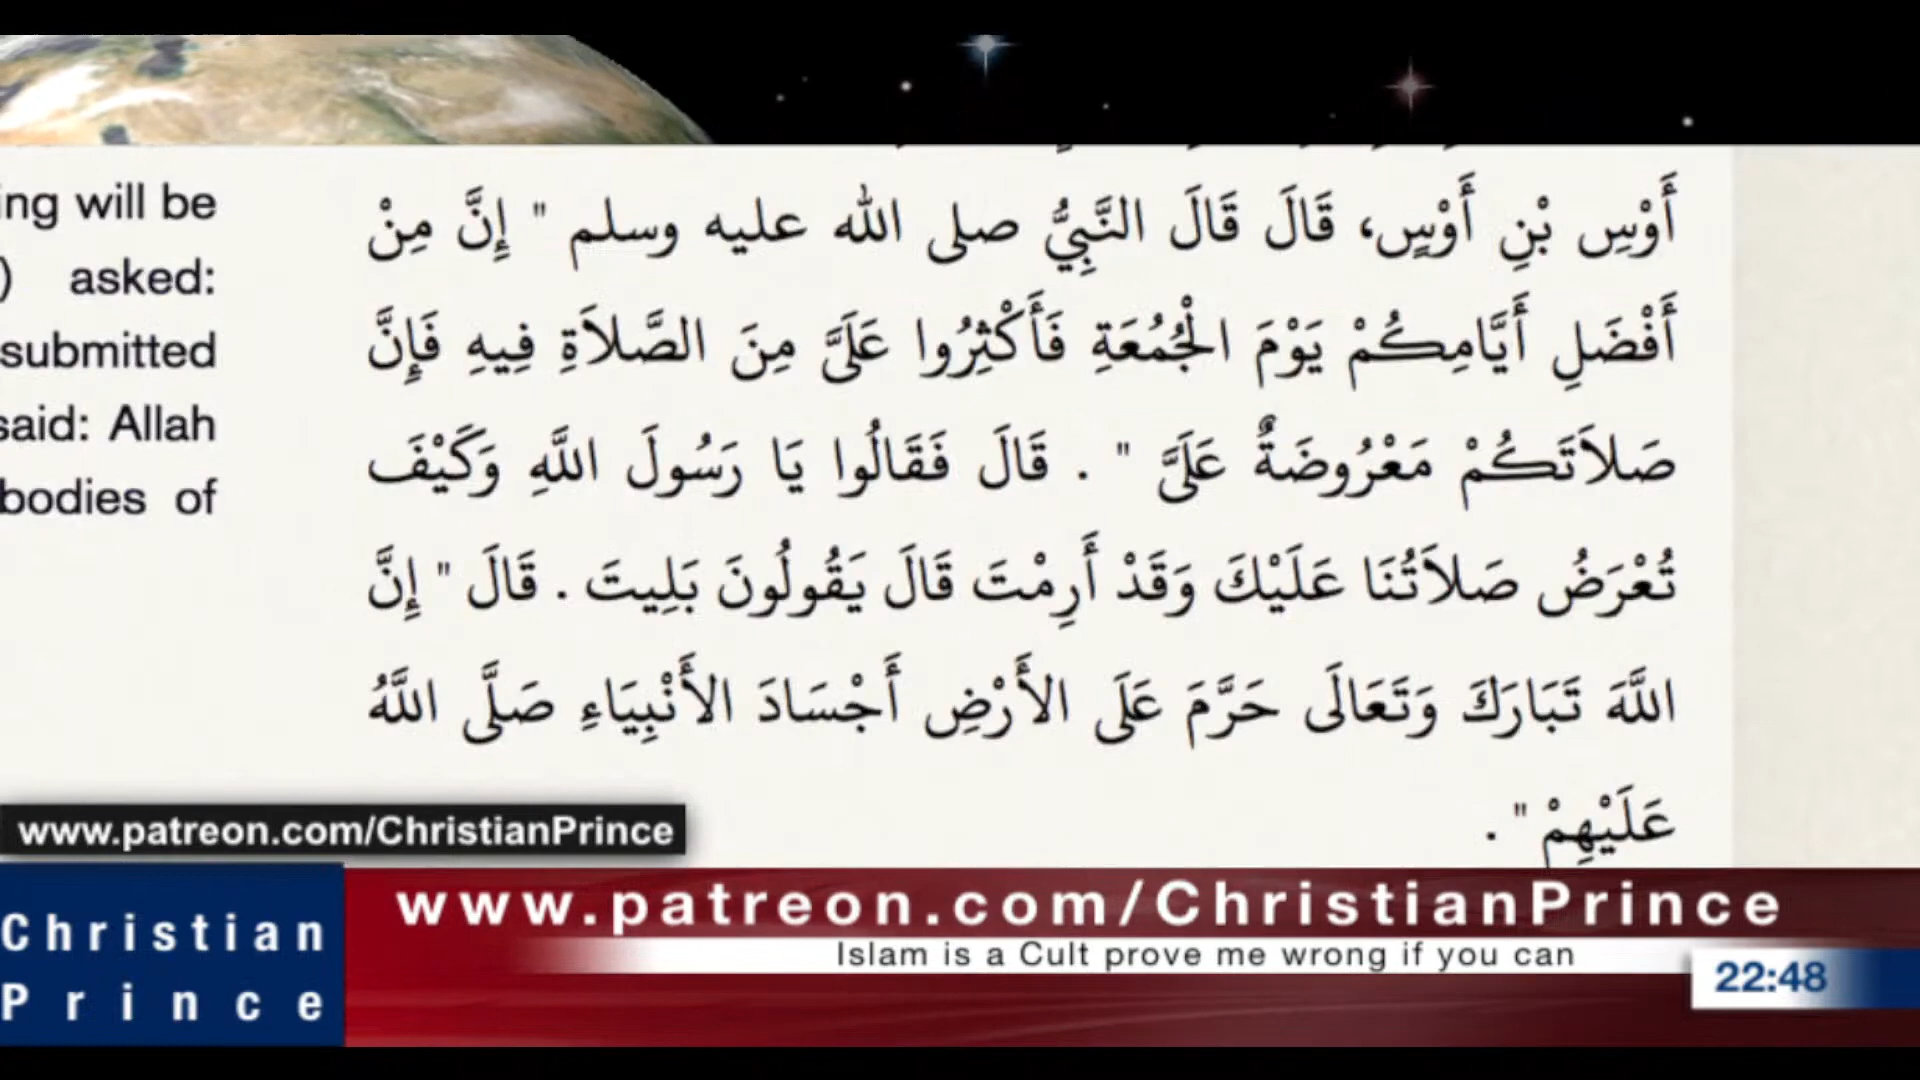 ing will be
) asked:
submitted
said: Allah
bodies of
أَوْسِ بْنِ أَوْسٍ، قَالَ قَالَ النَّبِيُّ صلى الله عليه وسلم " إِنَّ مِنْ
أَفْضَلِ أَيَّامِكُمْ يَوْمَ الْجُمُعَةِ فَأَكْثِرُوا عَلَىَّ مِنَ الصَّلاَةِ فِيهِ فَإِنَّ
صَلاَتَكُمْ مَعْرُوضَةٌ عَلَىَّ " . قَالَ فَقَالُوا يَا رَسُولَ اللَّهِ وَكَيْفَ
تُعْرَضُ صَلاَتُنَا عَلَيْكَ وَقَدْ أَرِمْتَ قَالَ يَقُولُونَ بَلِيتَ . قَالَ " إِنَّ
اللَّهَ تَبَارَكَ وَتَعَالَى حَرَّمَ عَلَى الأَرْضِ أَجْسَادَ الأَنْبِيَاءِ صَلَّى اللَّهُ
عَلَيْهِمْ " .
www.patreon.com/ChristianPrince
Christian
Prince
www.patreon.com/ChristianPrince
Islam is a Cult prove me wrong if you can
22:48